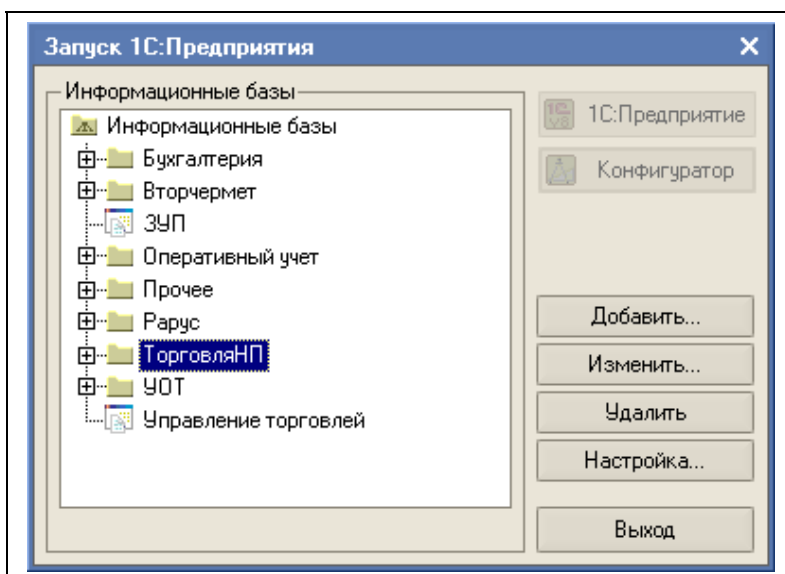 Запуск 1С:Предприятия
Информационные базы
Информационные базы
Бухгалтерия
Вторчермет
ЗУП
Оперативный учет
Прочее
Рарус
ТорговляНП
УОТ
Управление торговлей
1С:Предприятие
Конфигуратор
Добавить...
Изменить...
Удалить
Настройка...
Выход